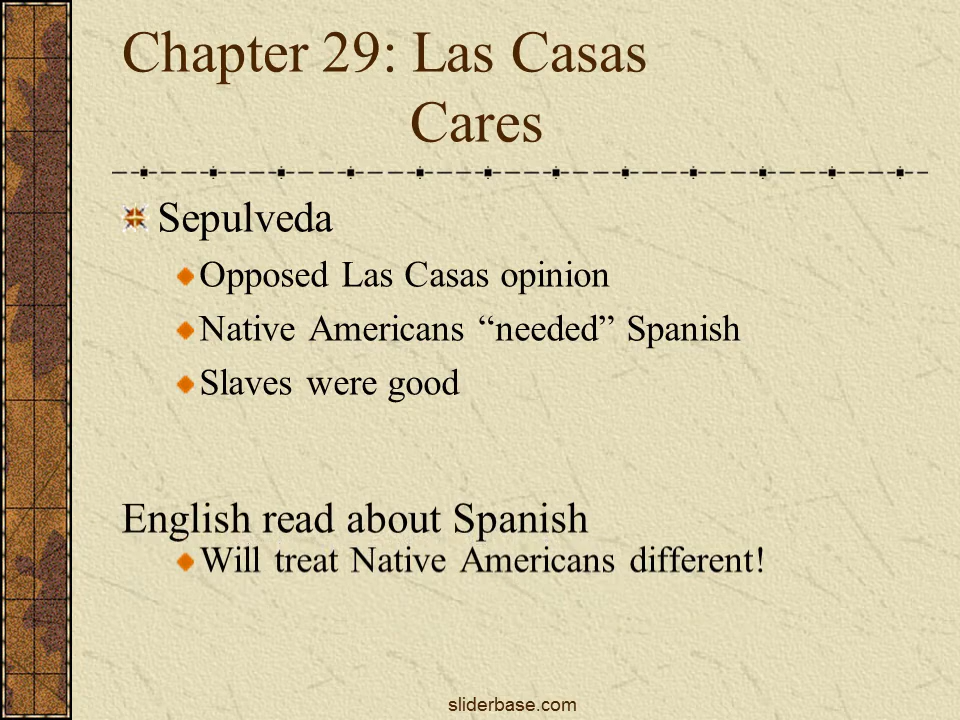 Chapter 29: Las Casas
Cares
Sepulveda
Opposed Las Casas opinion
Native Americans “needed” Spanish
Slaves were good
English read about Spanish
Will treat Native Americans different!
sliderbase.com